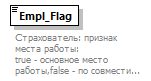 Empl_Flag
Страхователь: признак
места работы:
true - основное место
работы,false - по совмести...